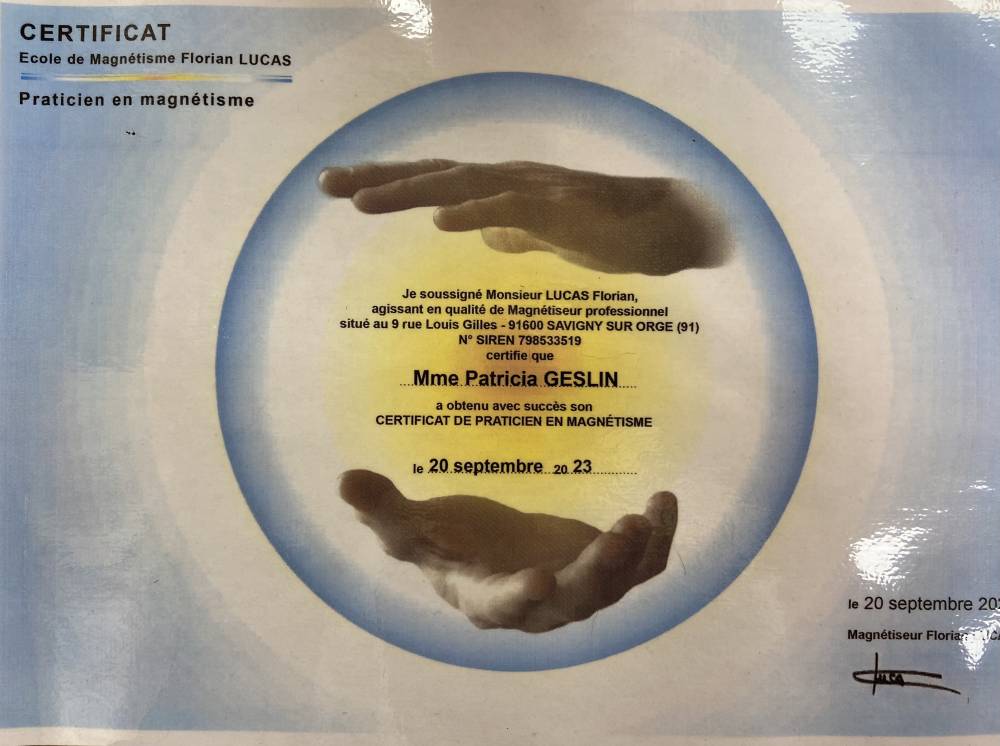 CERTIFICAT
Ecole de Magnétisme Florian LUCAS
Praticien en magnétisme
Je soussigné Monsieur LUCAS Florian,
agissant en qualité de Magnétiseur professionnel
situé au 9 rue Louis Gilles - 91600 SAVIGNY SUR ORGE (91)
N° SIREN 798533519
certifie que
Mme Patricia GESLIN
a obtenu avec succès son
CERTIFICAT DE PRATICIEN EN MAGNÉTISME
le 20 septembre 20 23
le 20 septembre
Magnétiseur
Lucas